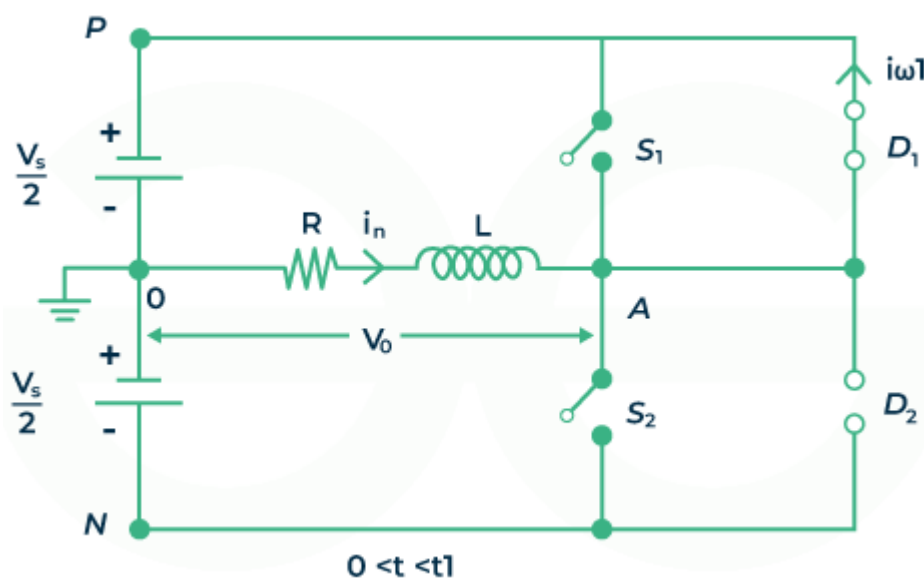 P
iω1
+
Vs/2
-
S1
D1
R
in
L
0
A
V0
+
Vs/2
-
S2
D2
N
0 <t <t1